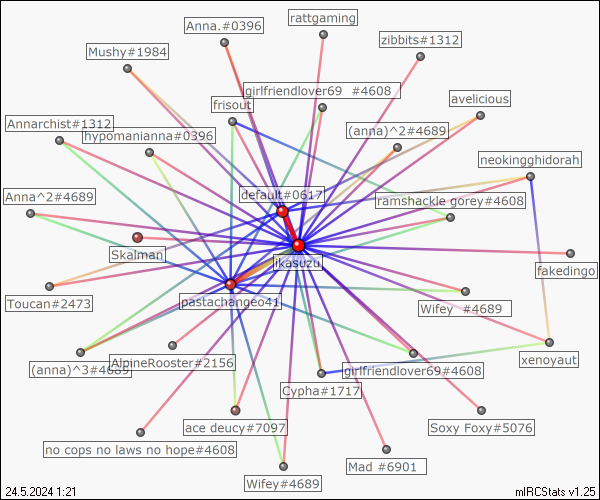 rattgaming
Anna.#0396
zibbits#1312
Mushy#1984
girlfriendlover69 #4608
avelicious
frisout
Annarchist#1312
hypomanianna#0396
(anna)^2#4689
neokingghidorah
default#0617
Anna^2#4689
ramshackle gorey#4608
Skalman
ikasuzu
fakedingo
Toucan#2473
pastachangeo41
Wifey #4689
xenoyaut
(anna)^3#4689
AlpineRooster#2156
girlfriendlover69#4608
Cypha#1717
ace deucy#7097
Soxy Foxy#5076
no cops no laws no hope#4608
Mad #6901
Wifey#4689
24.5.2024 1:21
mIRCStats v1.25